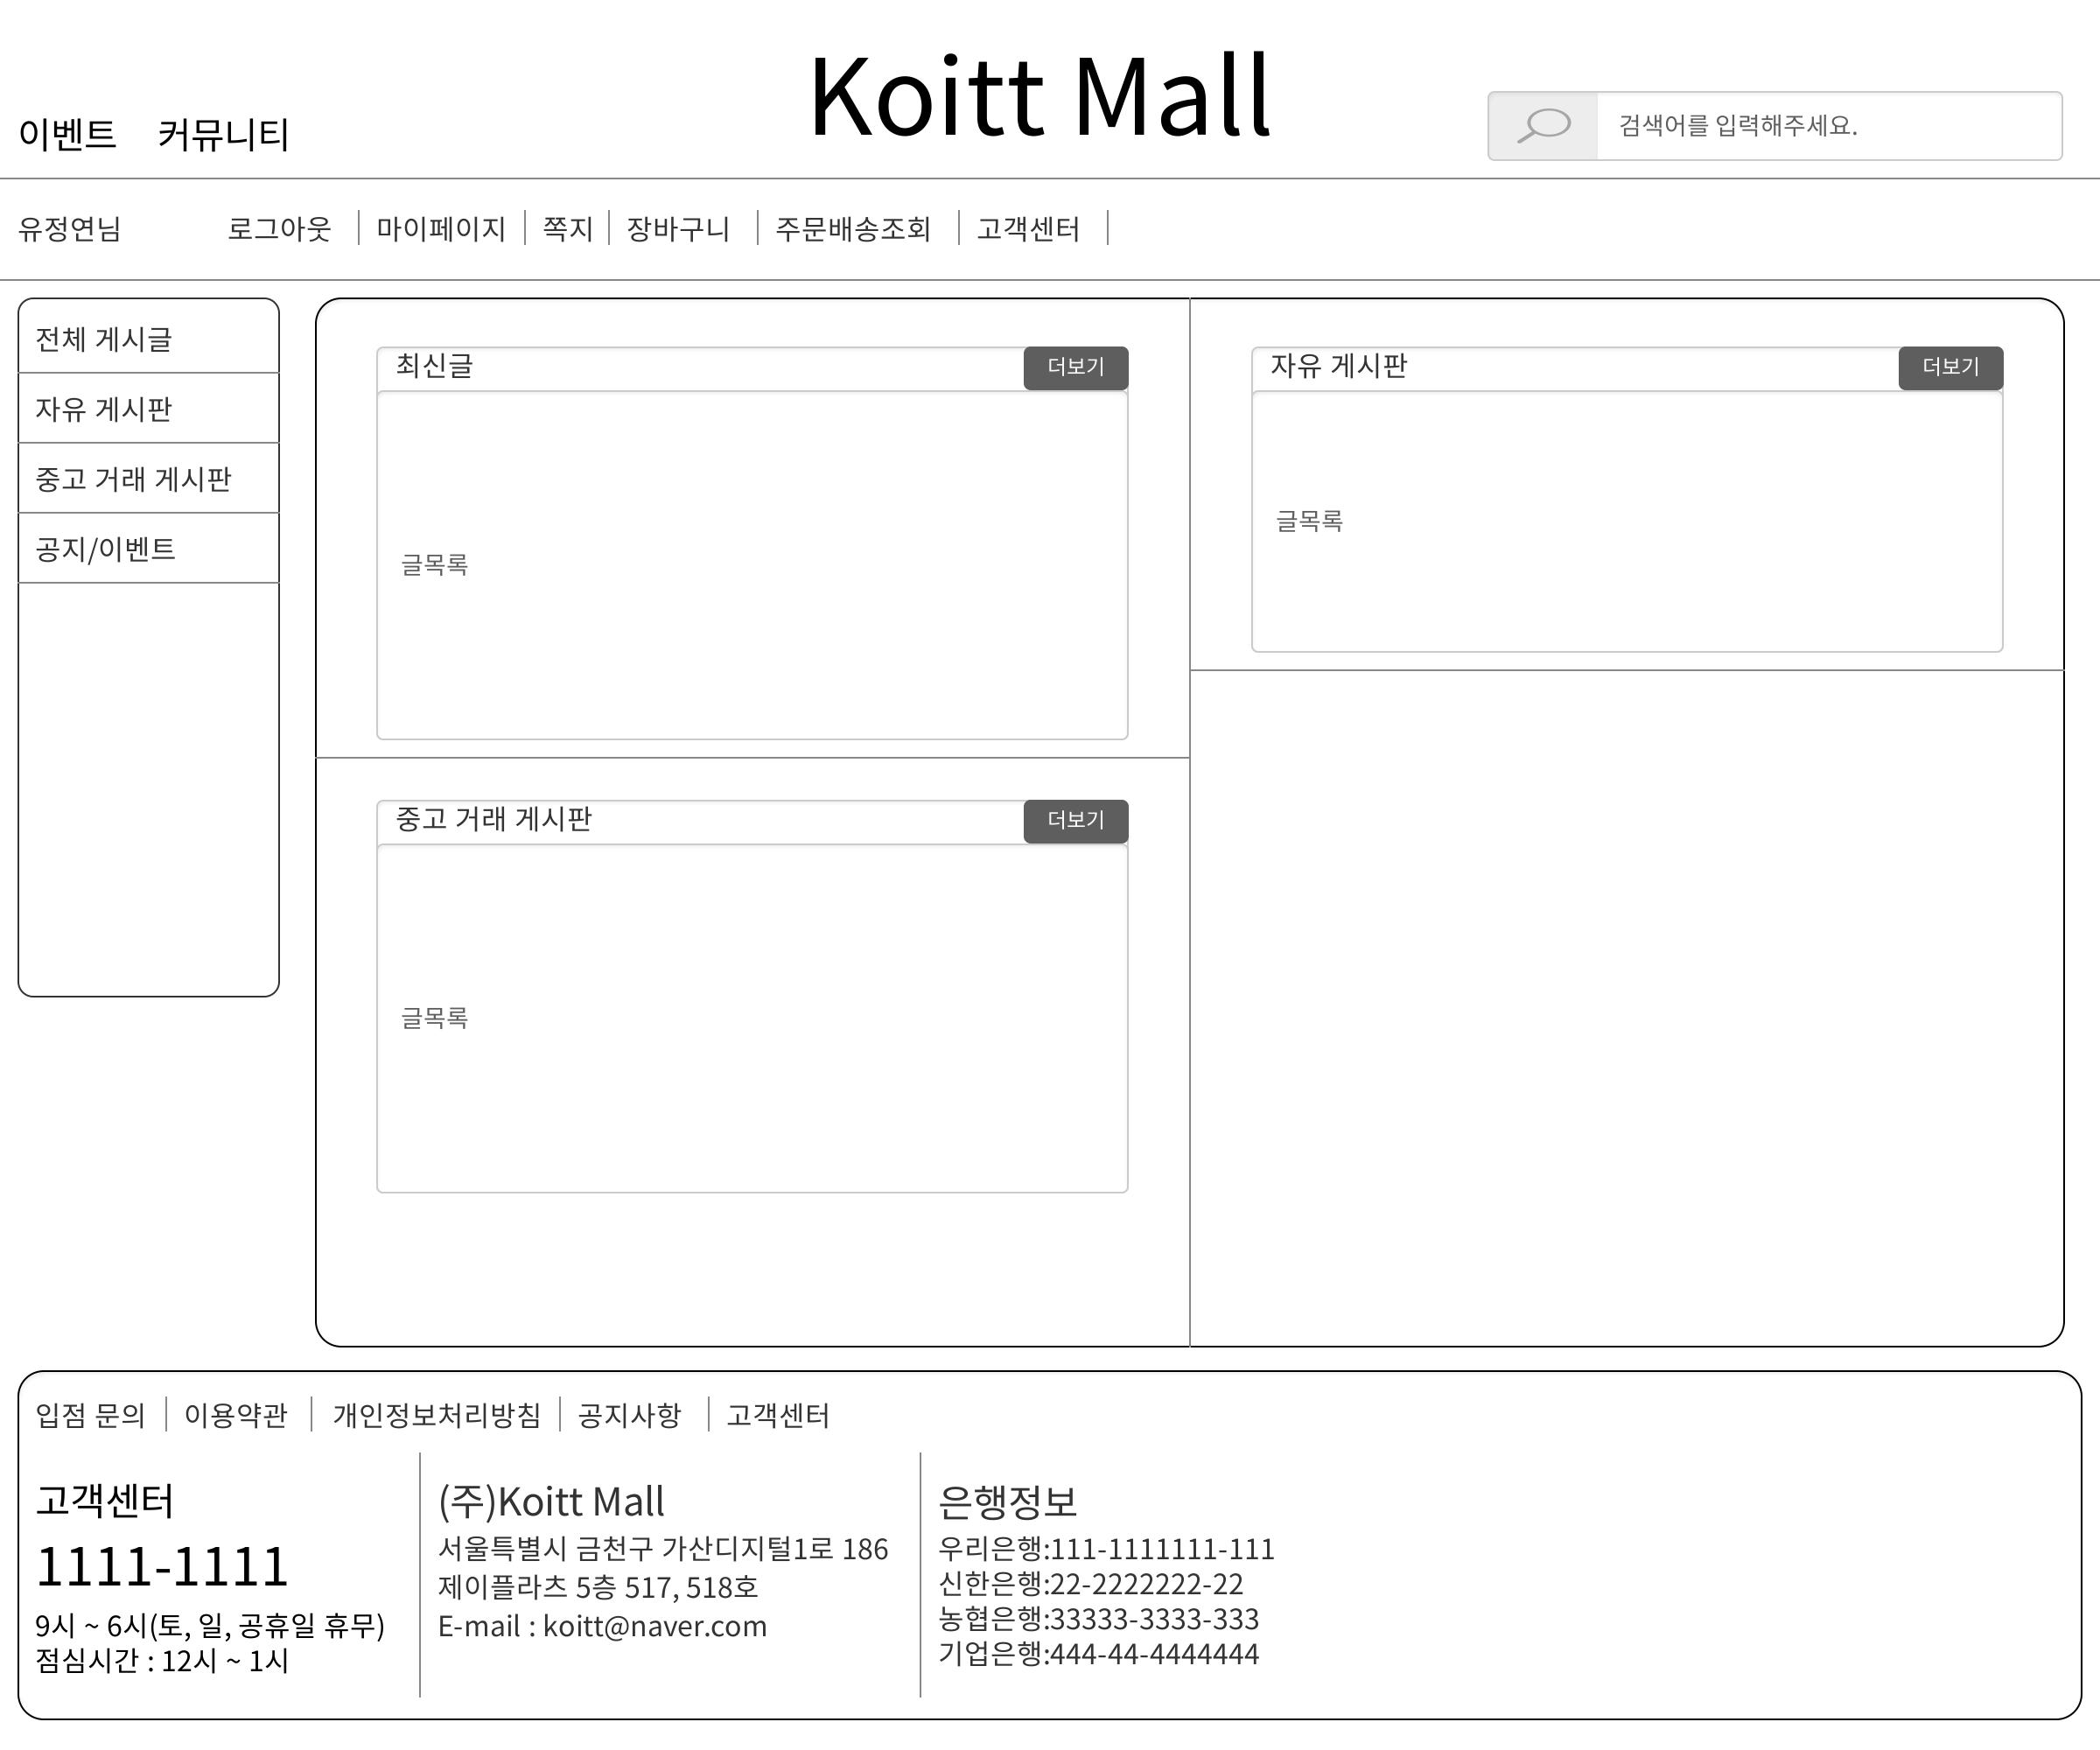 Koitt Mall
이벤트 커뮤니티
검색어를 입력해주세요.
유정연님 로그아웃 마이페이지 쪽지 장바구니 주문배송조회 고객센터
전체 게시글
자유 게시판
중고 거래 게시판
공지/이벤트
최신글 더보기
글목록
중고 거래 게시판 더보기
글목록
자유 게시판 더보기
글목록
입점 문의 이용약관 개인정보처리방침 공지사항 고객센터
고객센터
1111-1111
9시 ~ 6시(토, 일, 공휴일 휴무)
점심시간 : 12시 ~ 1시
(주)Koitt Mall
서울특별시 금천구 가산디지털1로 186
제이플라츠 5층 517, 518호
E-mail : koitt@naver.com
은행정보
우리은행:111-1111111-111
신한은행:22-2222222-22
농협은행:33333-3333-333
기업은행:444-44-4444444